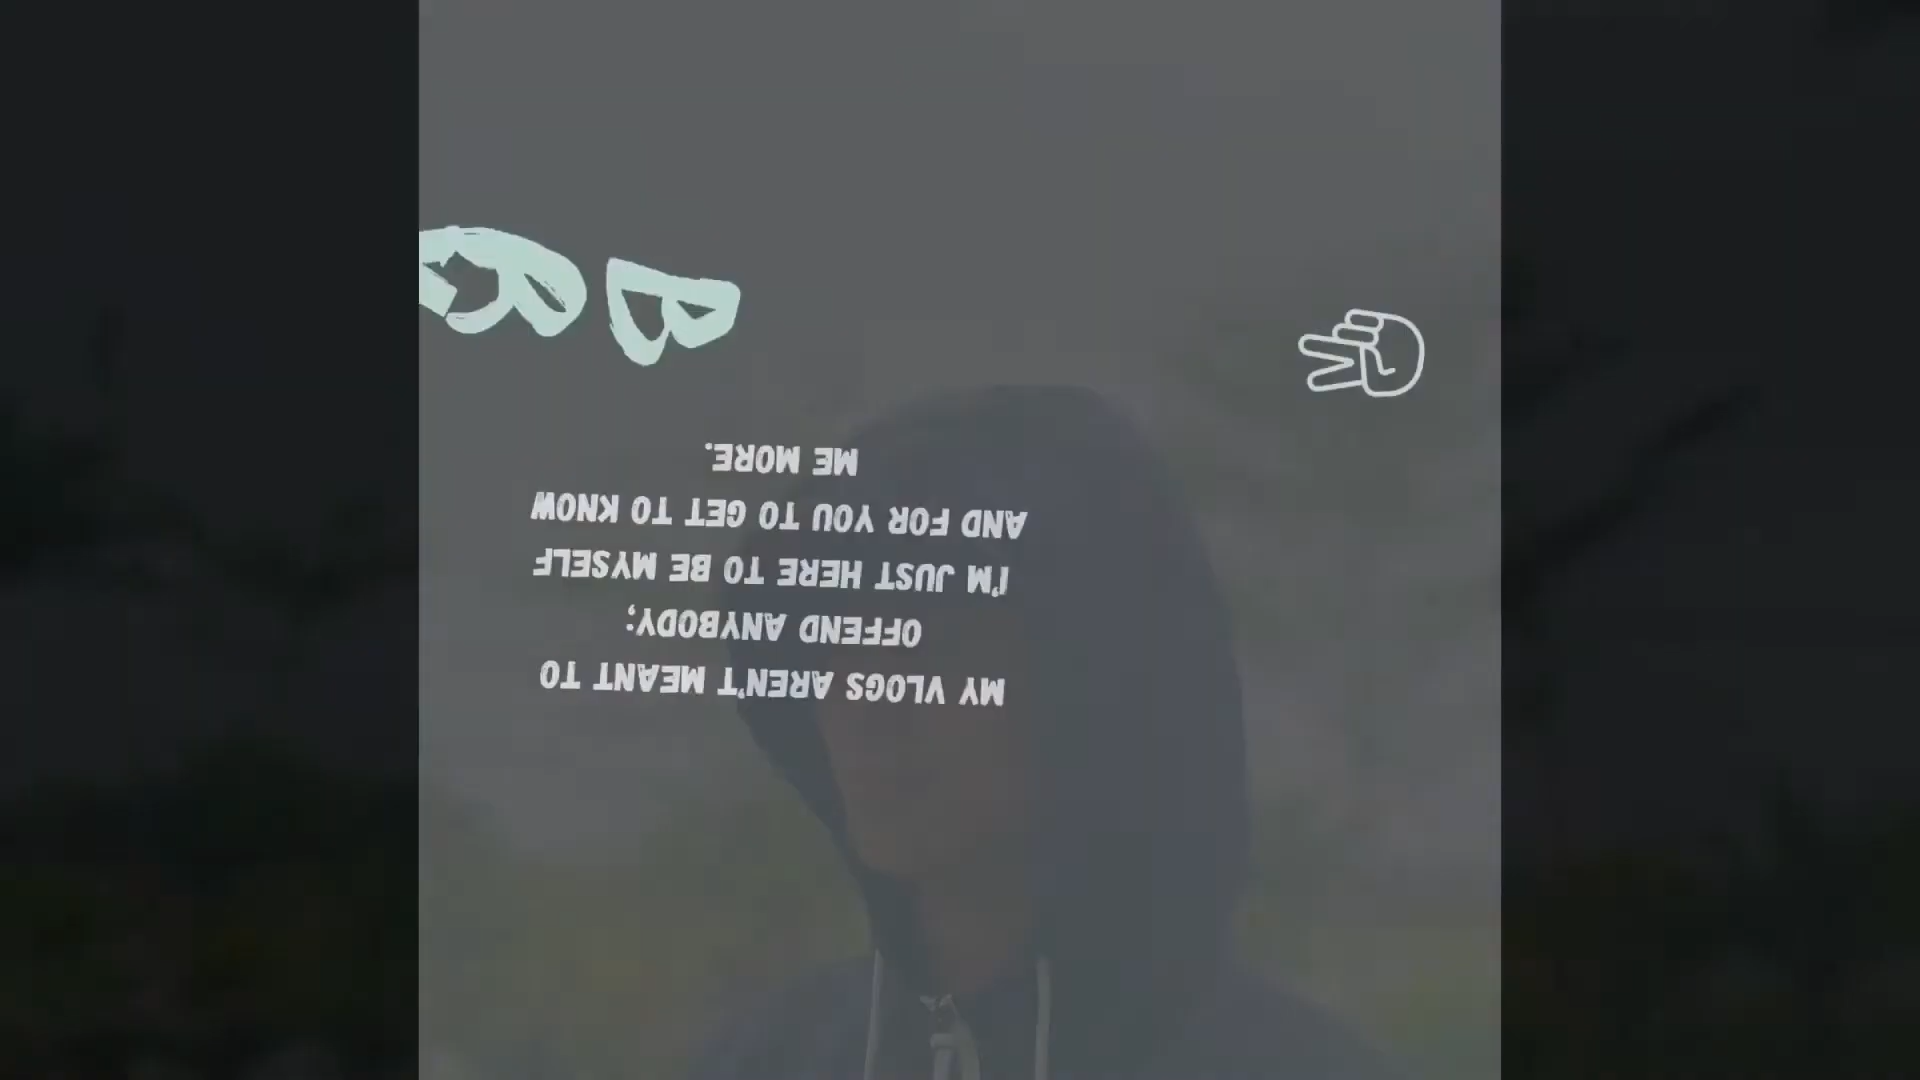 MY VLOGS AREN'T MEANT TO
OFFEND ANYBODY;
I'M JUST HERE TO BE MYSELF
AND FOR YOU TO GET TO KNOW
ME MORE.